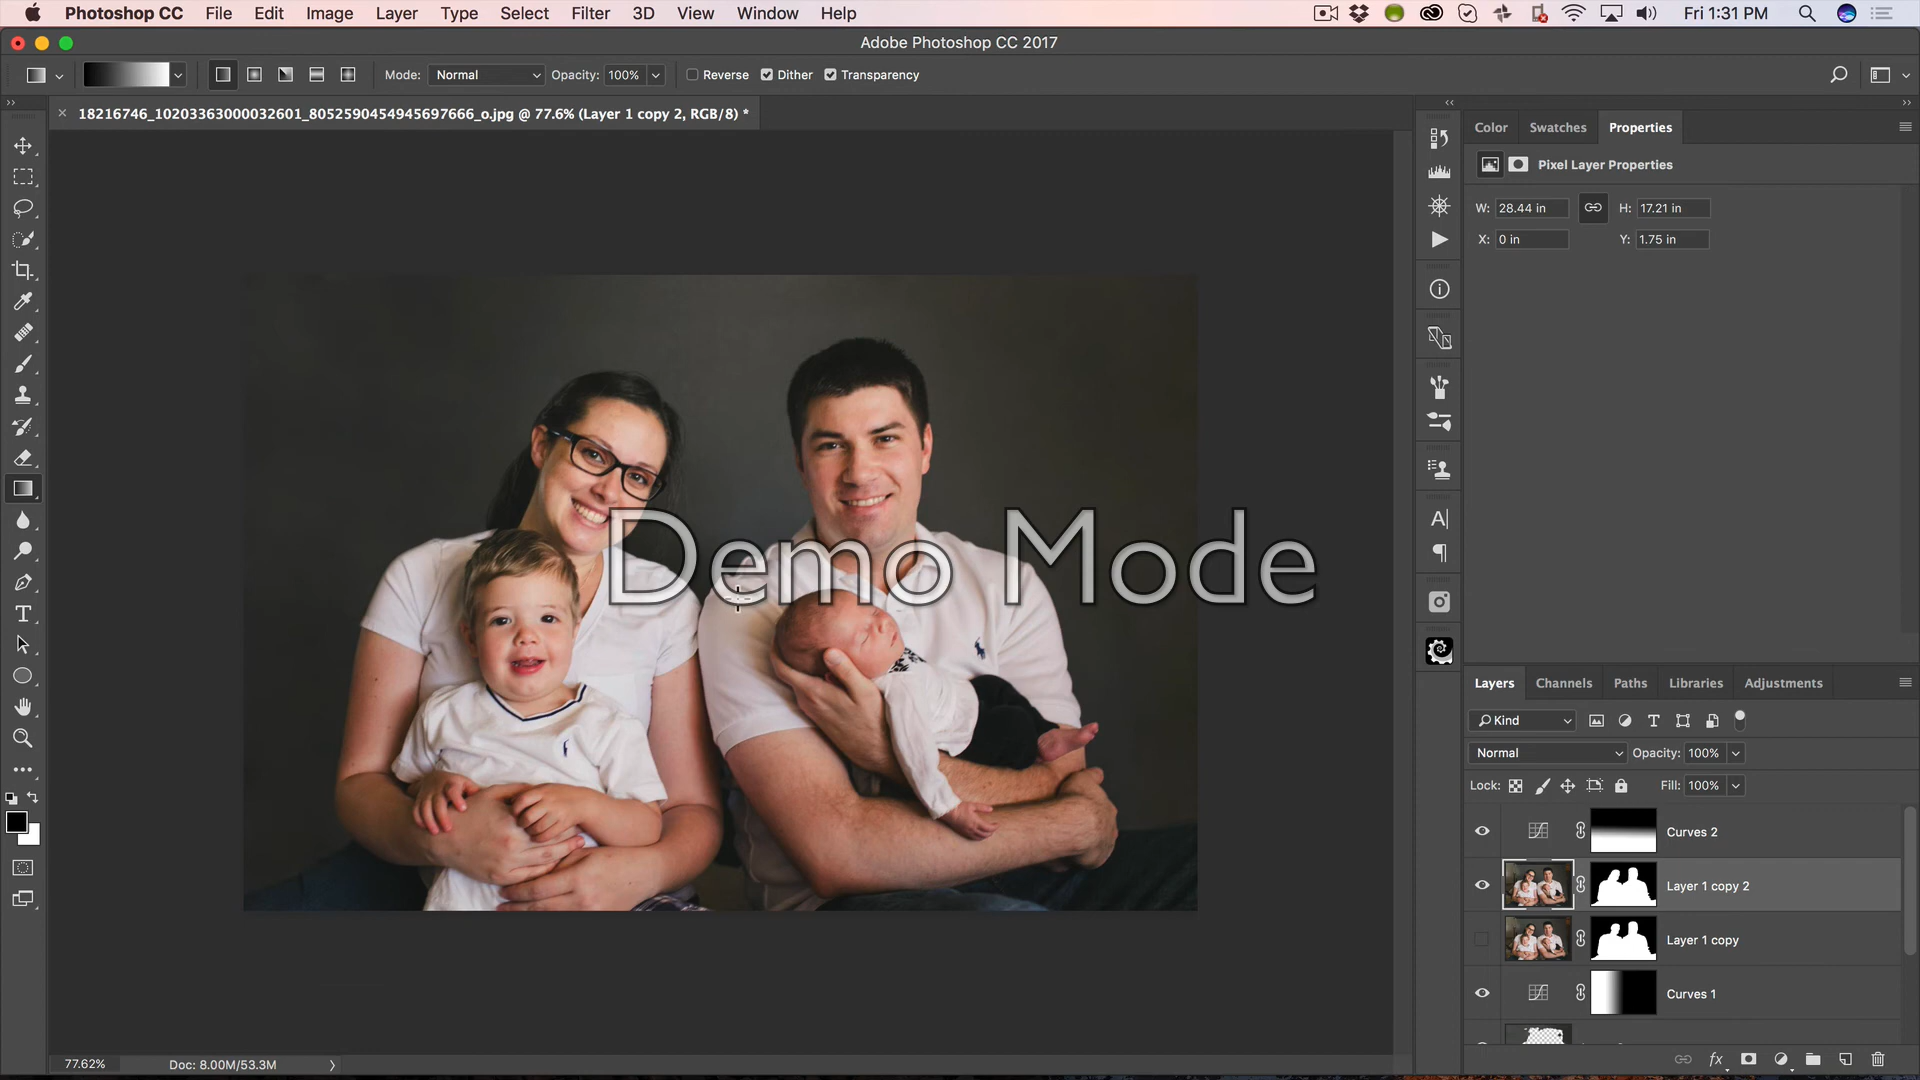 Photoshop CC File Edit Image Layer Type Select Filter 3D View Window Help Fri 1:31 PM
Adobe Photoshop CC 2017
Mode: Normal Opacity: 100% Reverse Dither Transparency
18216746_10203363000032601_8052590454945697666_o.jpg @ 77.6% (Layer 1 copy 2, RGB/8) *
Color Swatches Properties
Pixel Layer Properties
W: 28.44 in H: 17.21 in
X: 0 in Y: 1.75 in
Demo Mode
Layers Channels Paths Libraries Adjustments
Kind
Normal Opacity: 100%
Lock: Fill: 100%
Curves 2
Layer 1 copy 2
Layer 1 copy
Curves 1
77.62% Doc: 8.00M/53.3M